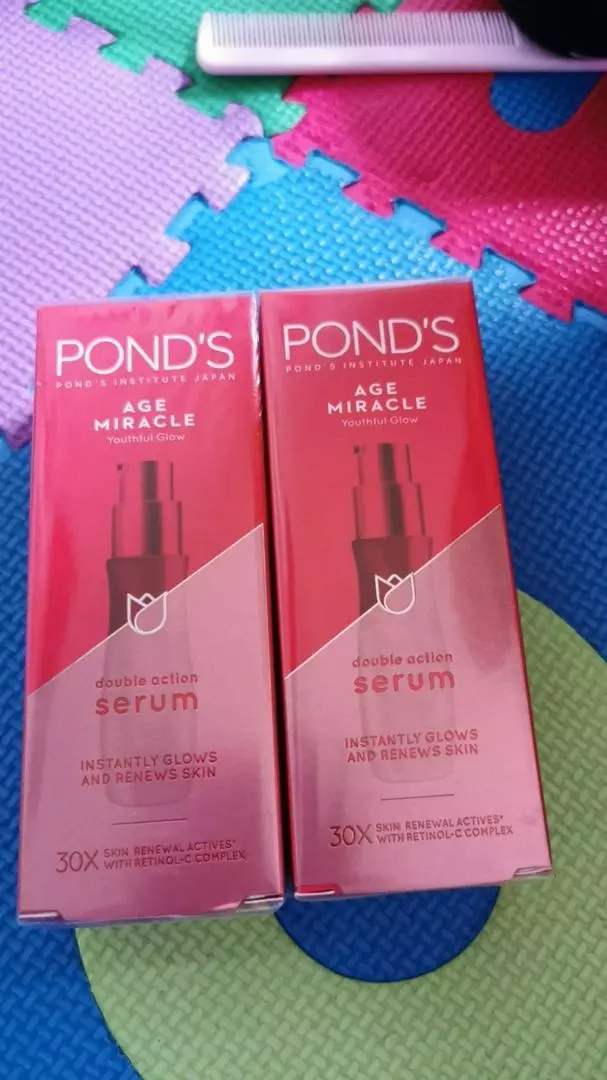 POND'S
POND'S INSTITUTE JAPAN
AGE
MIRACLE
Youthful Glow
double action
serum
INSTANTLY GLOWS
AND RENEWS SKIN
30X SKIN RENEWAL ACTIVES*
WITH RETINOL-C COMPLEX
POND'S
POND'S INSTITUTE JAPAN
AGE
MIRACLE
Youthful Glow
double action
serum
INSTANTLY GLOWS
AND RENEWS SKIN
30X SKIN RENEWAL ACTIVES*
WITH RETINOL-C COMPLEX